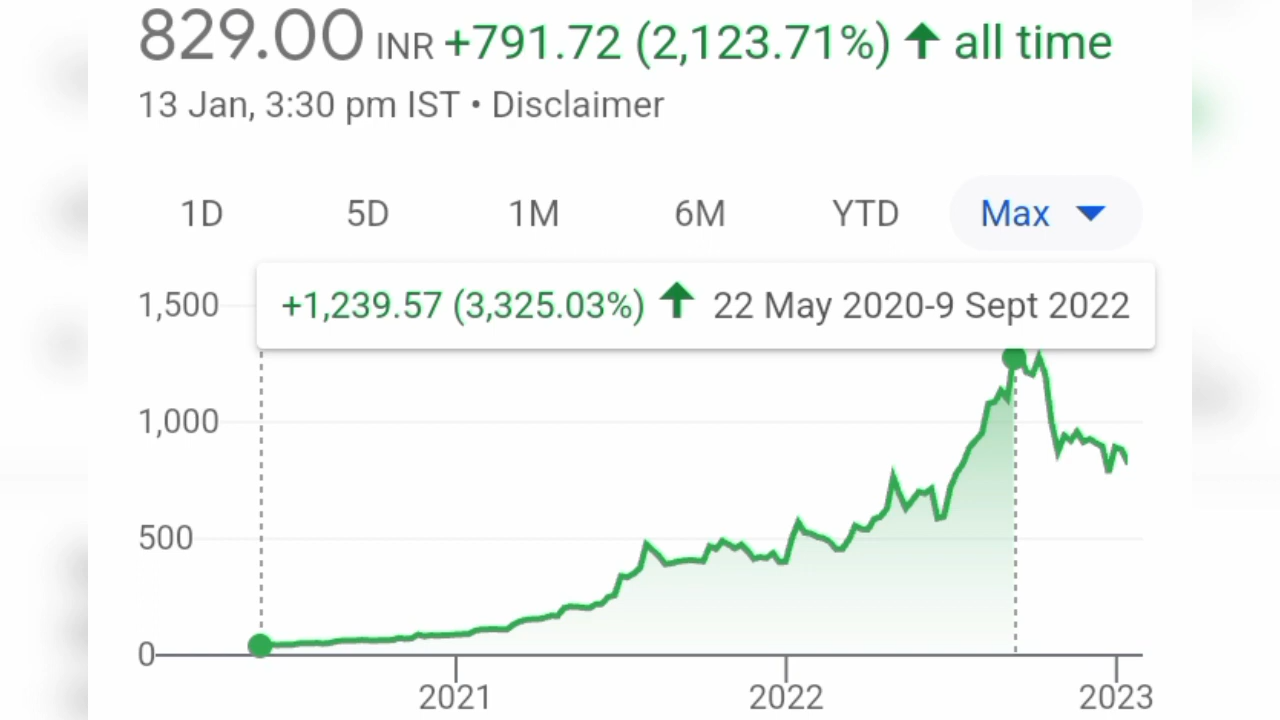 829.00 INR +791.72 (2,123.71%) ↑ all time
13 Jan, 3:30 pm IST • Disclaimer
1D 5D 1M 6M YTD Max
+1,239.57 (3,325.03%) ↑ 22 May 2020-9 Sept 2022
1,500
1,000
500
0
2021 2022 2023